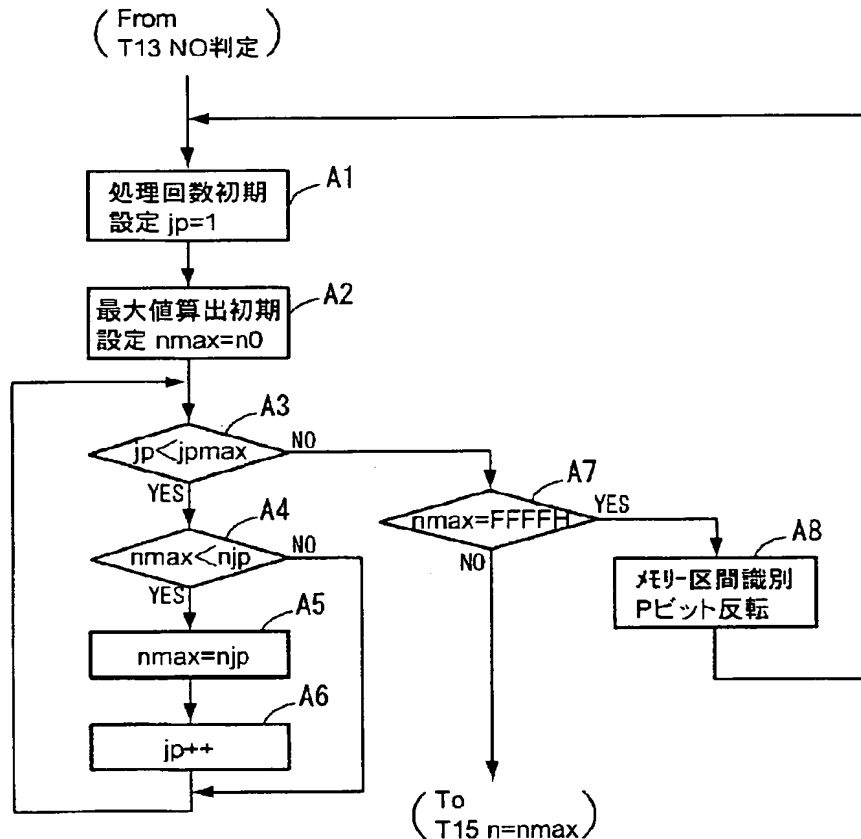 From
T13 NO判定
処理回数初期
設定 jp=1
A1
最大値算出初期
設定 nmax=n0
A2
jp<jpmax
A3
NO
YES
nmax<njp
A4
NO
YES
nmax=njp
A5
jp++
A6
nmax=FFFFH
A7
YES
NO
メモリー区間識別
Pビット反転
A8
To
T15 n=nmax